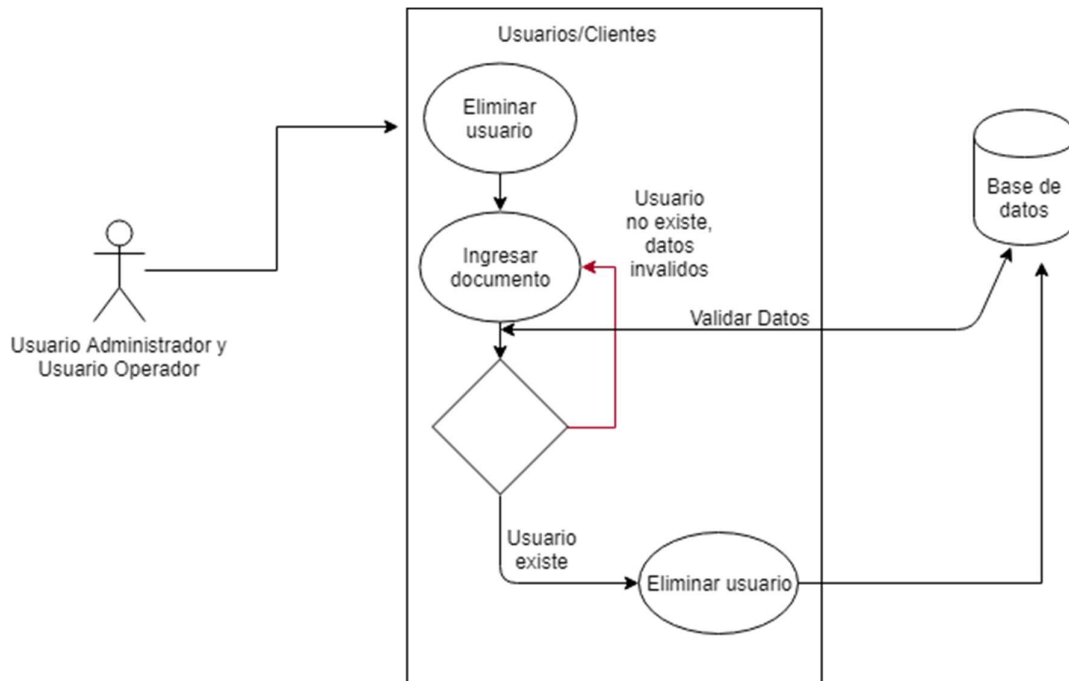 Usuarios/Clientes
Eliminar
usuario
Usuario
no existe,
datos
invalidos
Base de
datos
Ingresar
documento
Validar Datos
Usuario Administrador y
Usuario Operador
Usuario
existe
Eliminar usuario